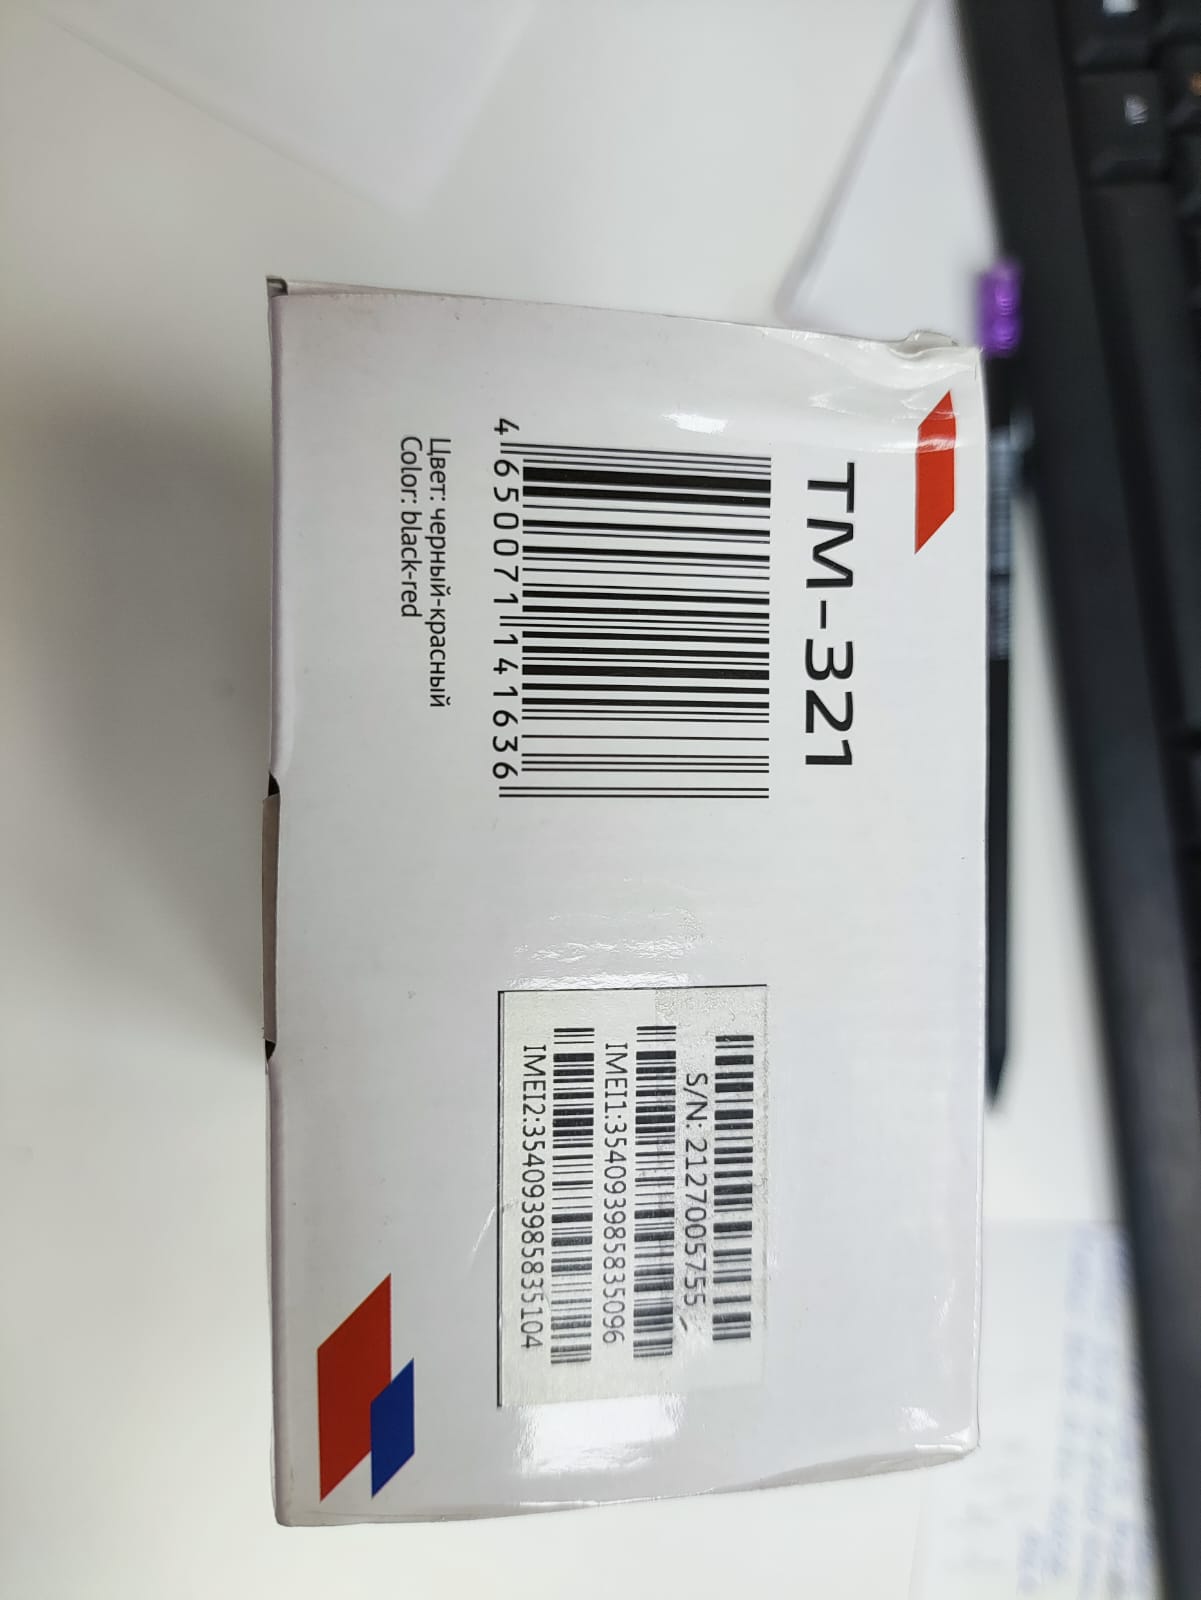 TM-321
4 650071 141636
Цвет: черный-красный
Color: black-red
S/N: 2127005755
IMEI1:354093985835096
IMEI2:354093985835104